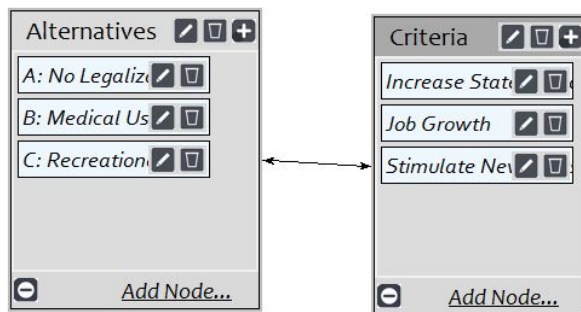 Alternatives
A: No Legaliz
B: Medical Us
C: Recreation
Add Node...
Criteria
Increase Stat
Job Growth
Stimulate Ne
Add Node...